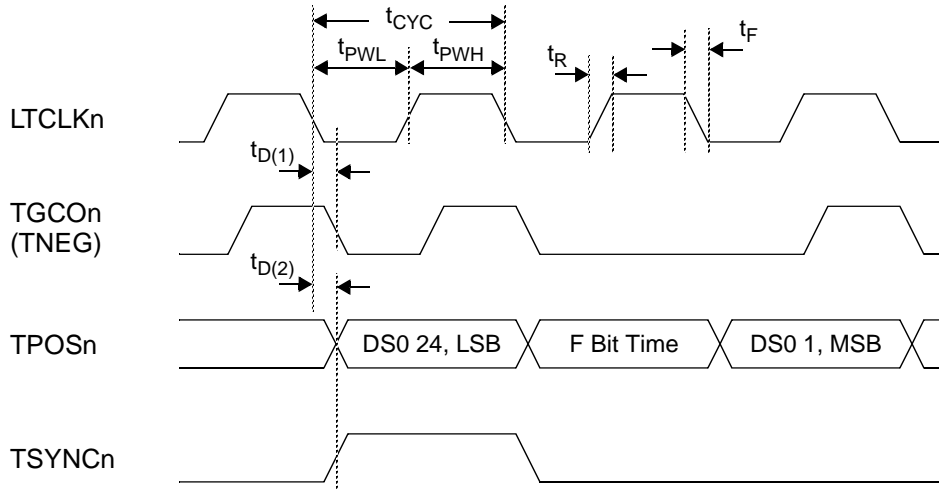 tCYC
tPWL
tPWH
tR
tF
LTCLKn
tD(1)
TGCOn
(TNEG)
tD(2)
TPOSn
DS0 24, LSB
F Bit Time
DS0 1, MSB
TSYNCn